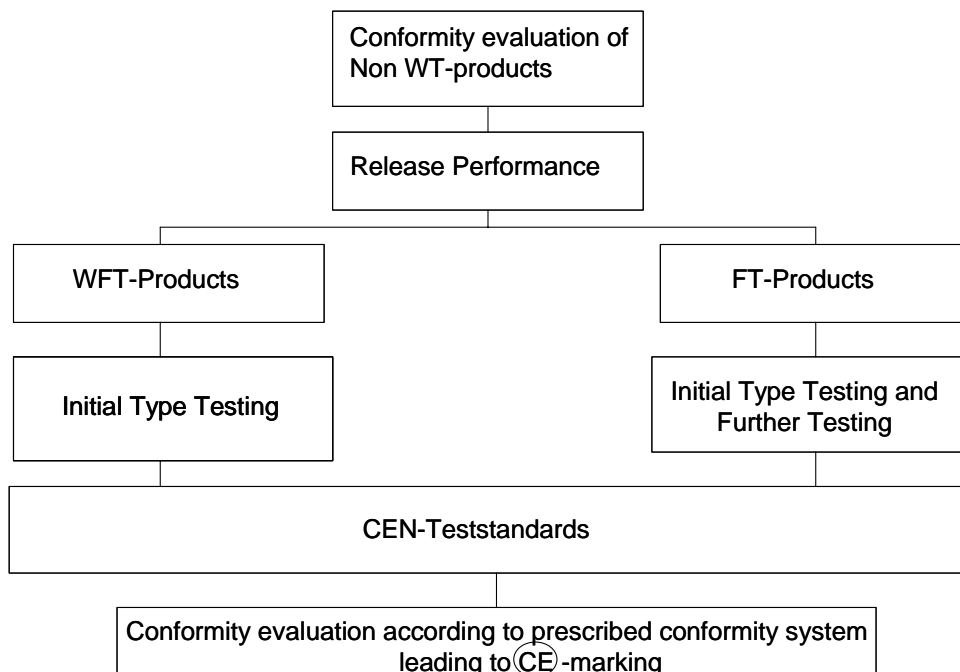 Conformity evaluation of
Non WT-products
Release Performance
WFT-Products
FT-Products
Initial Type Testing
Initial Type Testing and
Further Testing
CEN-Teststandards
Conformity evaluation according to prescribed conformity system
leading to CE -marking